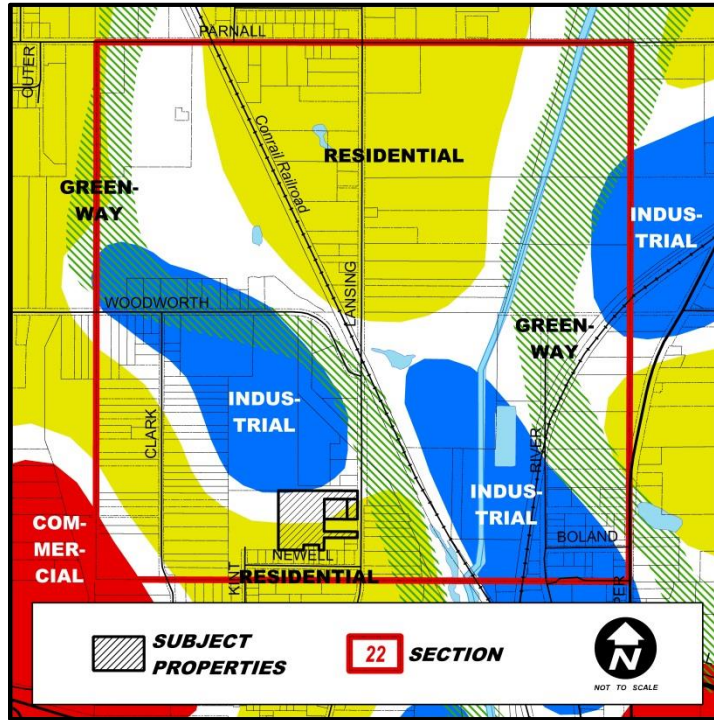 PARNALL
OUTER
Conrail Railroad
RESIDENTIAL
GREEN-
WAY
INDUS-
TRIAL
LANSING
WOODWORTH
GREEN-
WAY
CLARK
INDUS-
TRIAL
RIVER
INDUS-
TRIAL
COM-
MER-
CIAL
BOLAND
NEWELL
KINT
RESIDENTIAL
PER
SUBJECT
PROPERTIES
22
SECTION
N
NOT TO SCALE